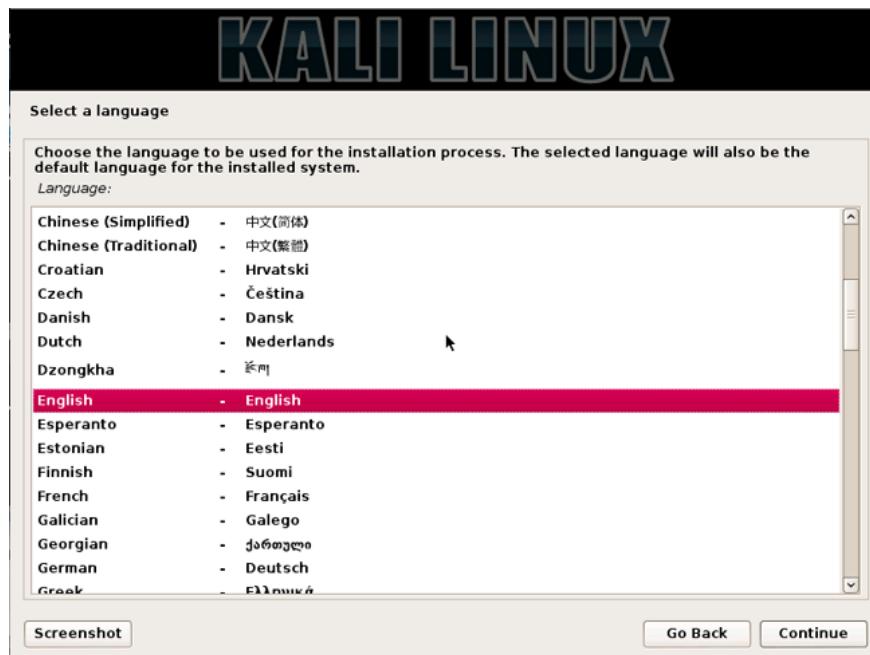 KALI LINUX
Select a language
Choose the language to be used for the installation process. The selected language will also be the
default language for the installed system.
Language:
Chinese (Simplified) - 中文(简体)
Chinese (Traditional) - 中文(繁體)
Croatian - Hrvatski
Czech - Čeština
Danish - Dansk
Dutch - Nederlands
Dzongkha - རྫོང་ཁ།
English - English
Esperanto - Esperanto
Estonian - Eesti
Finnish - Suomi
French - Français
Galician - Galego
Georgian - ქართული
German - Deutsch
Greek - Ελληνικά
Screenshot Go Back Continue